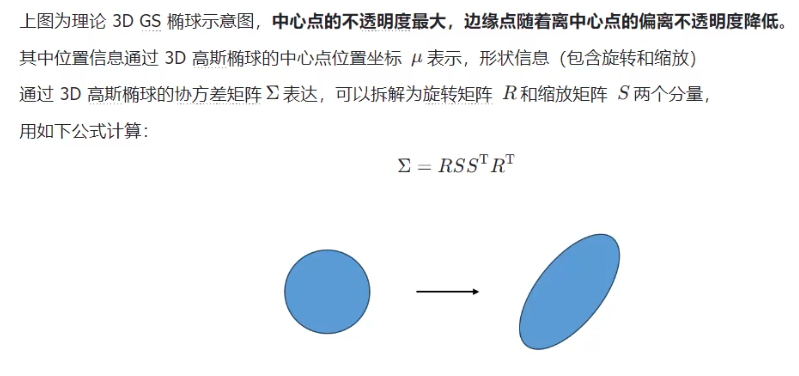 上图为理论 3D GS 椭球示意图，中心点的不透明度最大，边缘点随着离中心点的偏离不透明度降低。
其中位置信息通过 3D 高斯椭球的中心点位置坐标 μ 表示，形状信息（包含旋转和缩放）
通过 3D 高斯椭球的协方差矩阵 Σ 表达，可以拆解为旋转矩阵 R 和缩放矩阵 S 两个分量，
用如下公式计算：
Σ = RSSᵀRᵀ